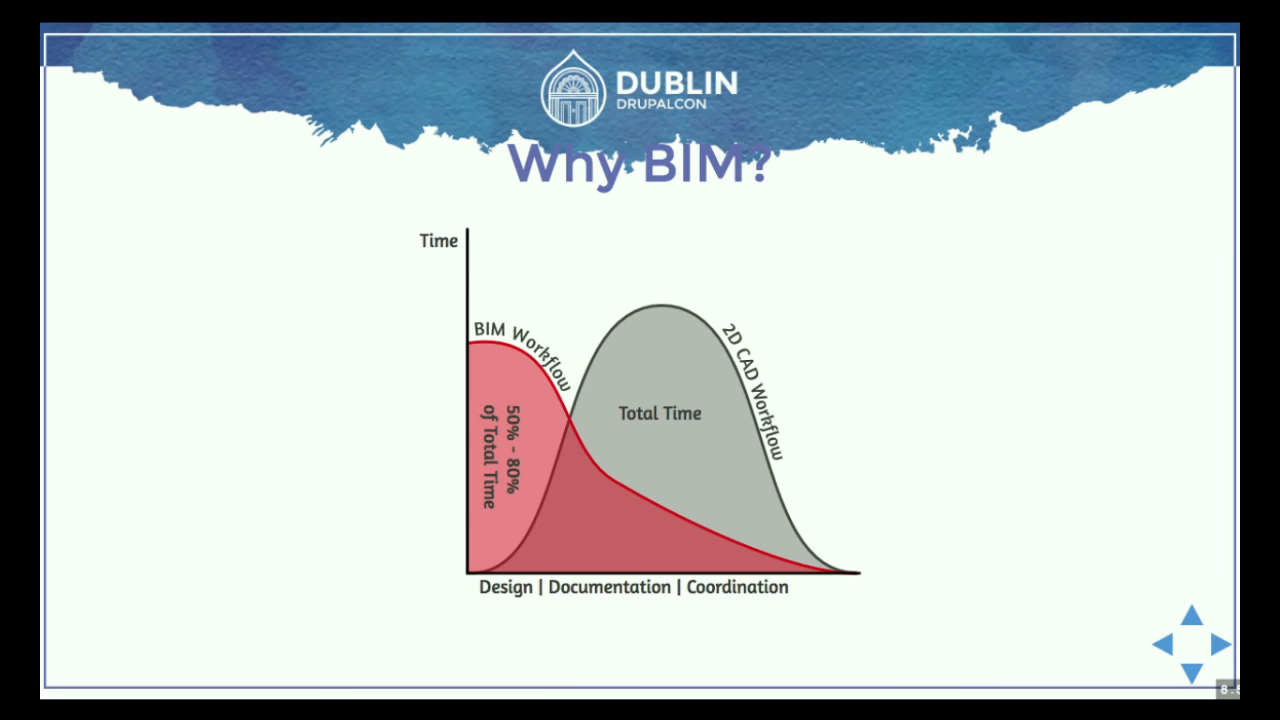 DUBLIN
DRUPALCON
Why BIM?
Time
BIM Workflow
2D CAD Workflow
50% - 80%
of Total Time
Total Time
Design | Documentation | Coordination